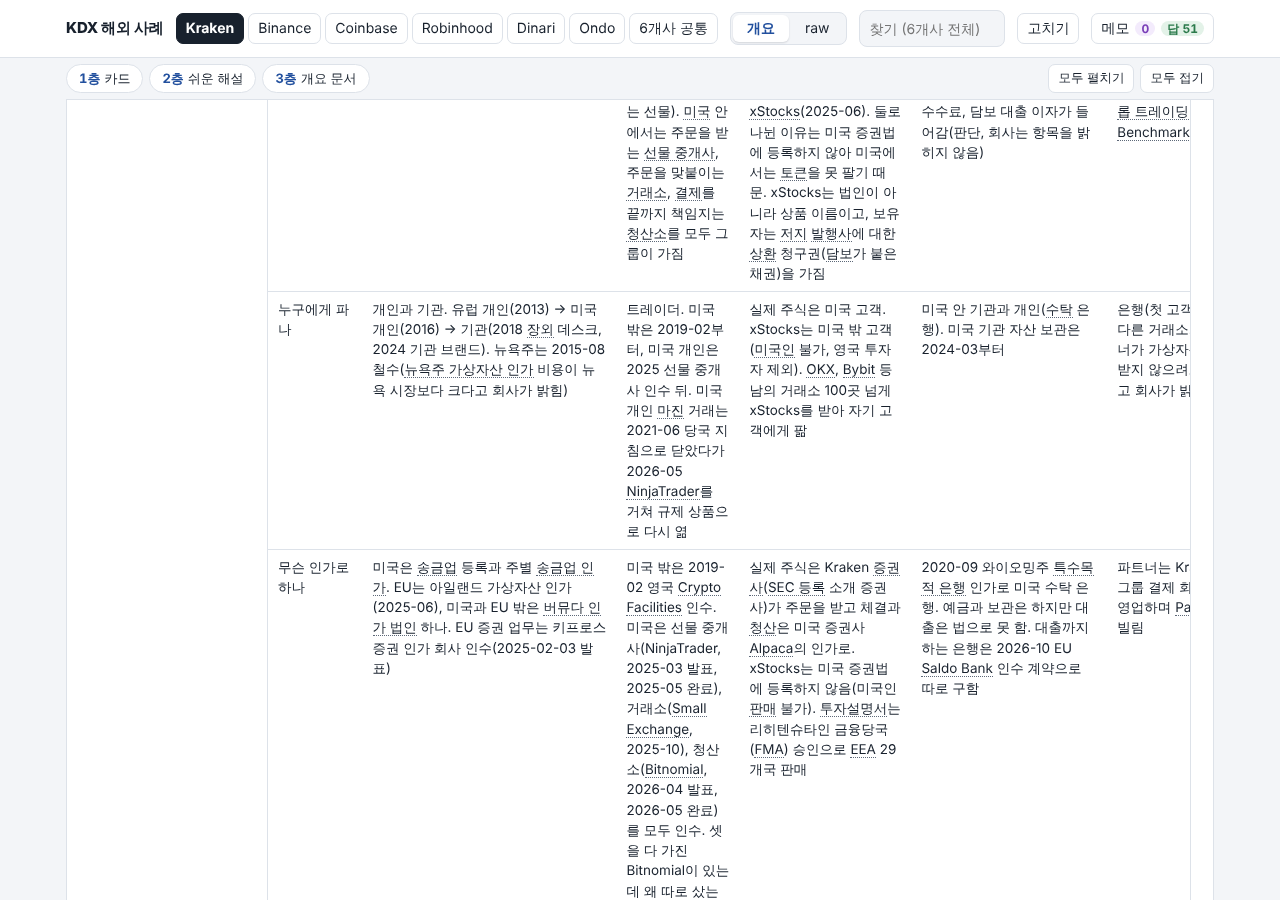 KDX 해외 사례 Kraken Binance Coinbase Robinhood Dinari Ondo 6개사 공통 개요 raw 찾기 (6개사 전체) 고치기 메모 0 답 51
1층 카드 2층 쉬운 해설 3층 개요 문서 모두 펼치기 모두 접기
는 선물). 미국 안
에서는 주문을 받
는 선물 중개사,
주문을 맞붙이는
거래소, 결제를
끝까지 책임지는
청산소를 모두 그
룹이 가짐
xStocks(2025-06). 둘로
나뉜 이유는 미국 증권법
에 등록하지 않아 미국에
서는 토큰을 못 팔기 때
문. xStocks는 법인이 아
니라 상품 이름이고, 보유
자는 저지 발행사에 대한
상환 청구권(담보가 붙은
채권)을 가짐
수수료, 담보 대출 이자가 들
어감(판단, 회사는 항목을 밝
히지 않음)
롭 트레이딩
Benchmark
누구에게 파
나
개인과 기관. 유럽 개인(2013) → 미국
개인(2016) → 기관(2018 장외 데스크,
2024 기관 브랜드). 뉴욕주는 2015-08
철수(뉴욕주 가상자산 인가 비용이 뉴
욕 시장보다 크다고 회사가 밝힘)
트레이더. 미국
밖은 2019-02부
터, 미국 개인은
2025 선물 중개
사 인수 뒤. 미국
개인 마진 거래는
2021-06 당국 지
침으로 닫았다가
2026-05
NinjaTrader를
거쳐 규제 상품으
로 다시 엶
실제 주식은 미국 고객.
xStocks는 미국 밖 고객
(미국인 불가, 영국 투자
자 제외). OKX, Bybit 등
남의 거래소 100곳 넘게
xStocks를 받아 자기 고
객에게 팖
미국 안 기관과 개인(수탁 은
행). 미국 기관 자산 보관은
2024-03부터
은행(첫 고객
다른 거래소
너가 가상자
받지 않으려
고 회사가 밝
무슨 인가로
하나
미국은 송금업 등록과 주별 송금업 인
가. EU는 아일랜드 가상자산 인가
(2025-06), 미국과 EU 밖은 버뮤다 인
가 법인 하나. EU 증권 업무는 키프로스
증권 인가 회사 인수(2025-02-03 발
표)
미국 밖은 2019-
02 영국 Crypto
Facilities 인수.
미국은 선물 중개
사(NinjaTrader,
2025-03 발표,
2025-05 완료),
거래소(Small
Exchange,
2025-10), 청산
소(Bitnomial,
2026-04 발표,
2026-05 완료)
를 모두 인수. 셋
을 다 가진
Bitnomial이 있는
데 왜 따로 샀는
실제 주식은 Kraken 증권
사(SEC 등록 소개 증권
사)가 주문을 받고 체결과
청산은 미국 증권사
Alpaca의 인가로.
xStocks는 미국 증권법
에 등록하지 않음(미국인
판매 불가). 투자설명서는
리히텐슈타인 금융당국
(FMA) 승인으로 EEA 29
개국 판매
2020-09 와이오밍주 특수목
적 은행 인가로 미국 수탁 은
행. 예금과 보관은 하지만 대
출은 법으로 못 함. 대출까지
하는 은행은 2026-10 EU
Saldo Bank 인수 계약으로
따로 구함
파트너는 Kr
그룹 결제 회
영업하며 Pa
빌림